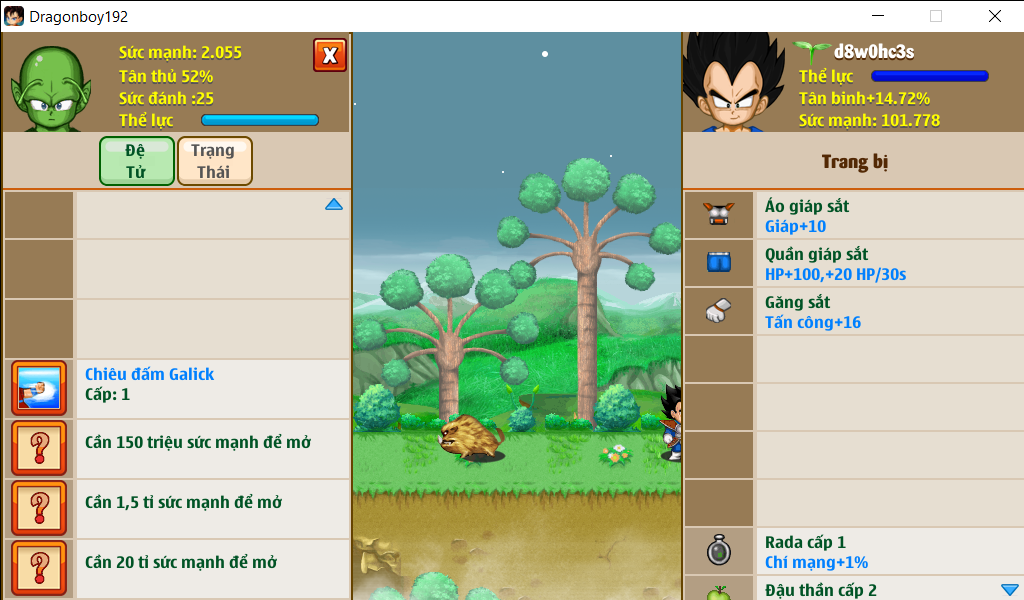 Dragonboy192
Sức mạnh: 2.055
Tân thủ 52%
Sức đánh :25
Thể lực
X
Đệ
Tử
Trạng
Thái
Chiêu đấm Galick
Cấp: 1
?
Cần 150 triệu sức mạnh để mở
?
Cần 1,5 tỉ sức mạnh để mở
?
Cần 20 tỉ sức mạnh để mở
d8w0hc3s
Thể lực
Tân binh+14.72%
Sức mạnh: 101.778
Trang bị
Áo giáp sắt
Giáp+10
Quần giáp sắt
HP+100,+20 HP/30s
Găng sắt
Tấn công+16
Rada cấp 1
Chí mạng+1%
Đậu thần cấp 2